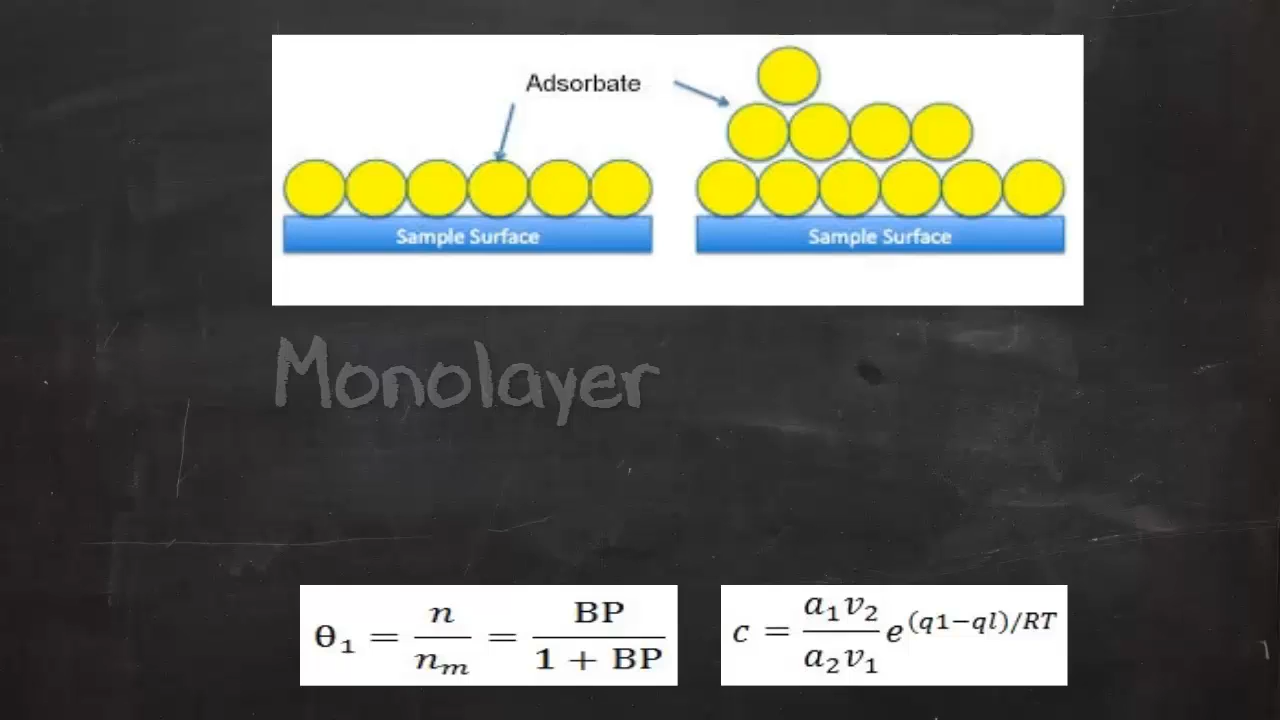 Adsorbate
Sample Surface
Sample Surface
Monolayer
θ₁ = n/nₘ = BP/(1 + BP)
c = (a₁v₂/a₂v₁) e^(q1−ql)/RT